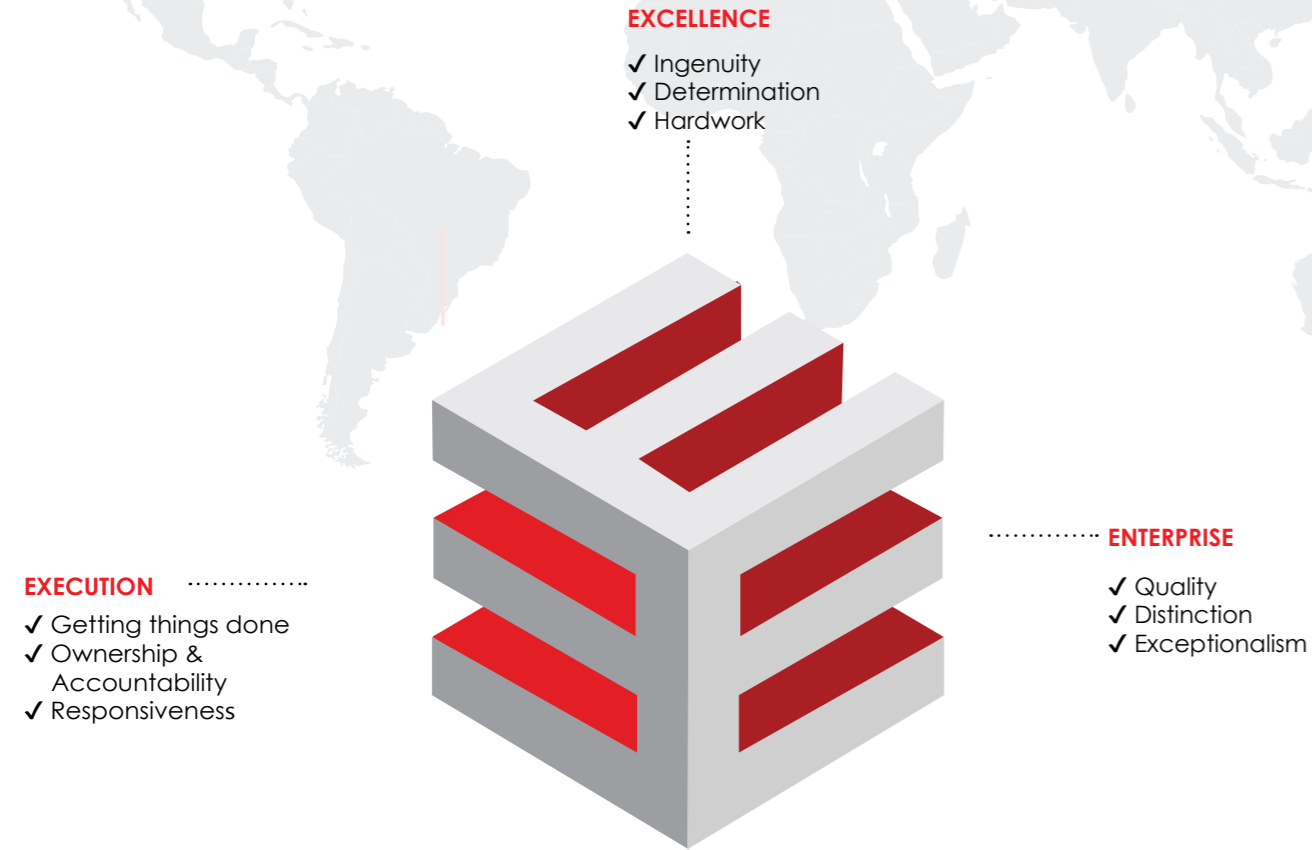 EXCELLENCE
✓ Ingenuity
✓ Determination
✓ Hardwork
ENTERPRISE
✓ Quality
✓ Distinction
✓ Exceptionalism
EXECUTION
✓ Getting things done
✓ Ownership &
Accountability
✓ Responsiveness